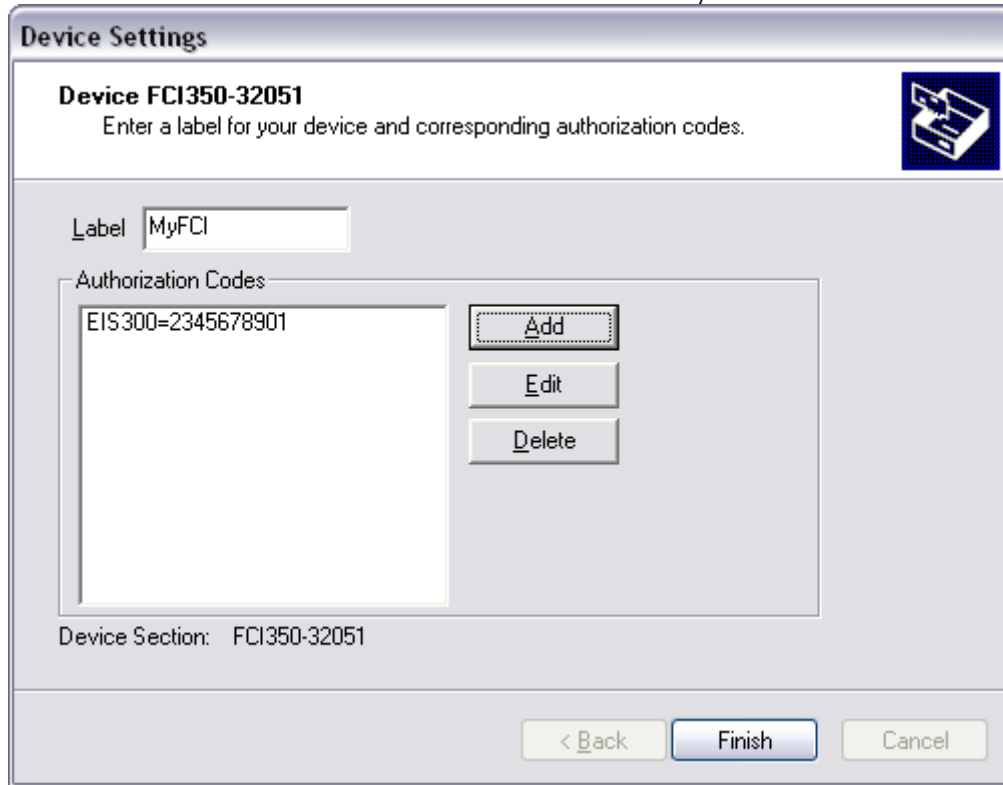 Device Settings
Device FCI350-32051
Enter a label for your device and corresponding authorization codes.
Label MyFCI
Authorization Codes
EIS300=2345678901
Add
Edit
Delete
Device Section: FCI350-32051
< Back Finish Cancel